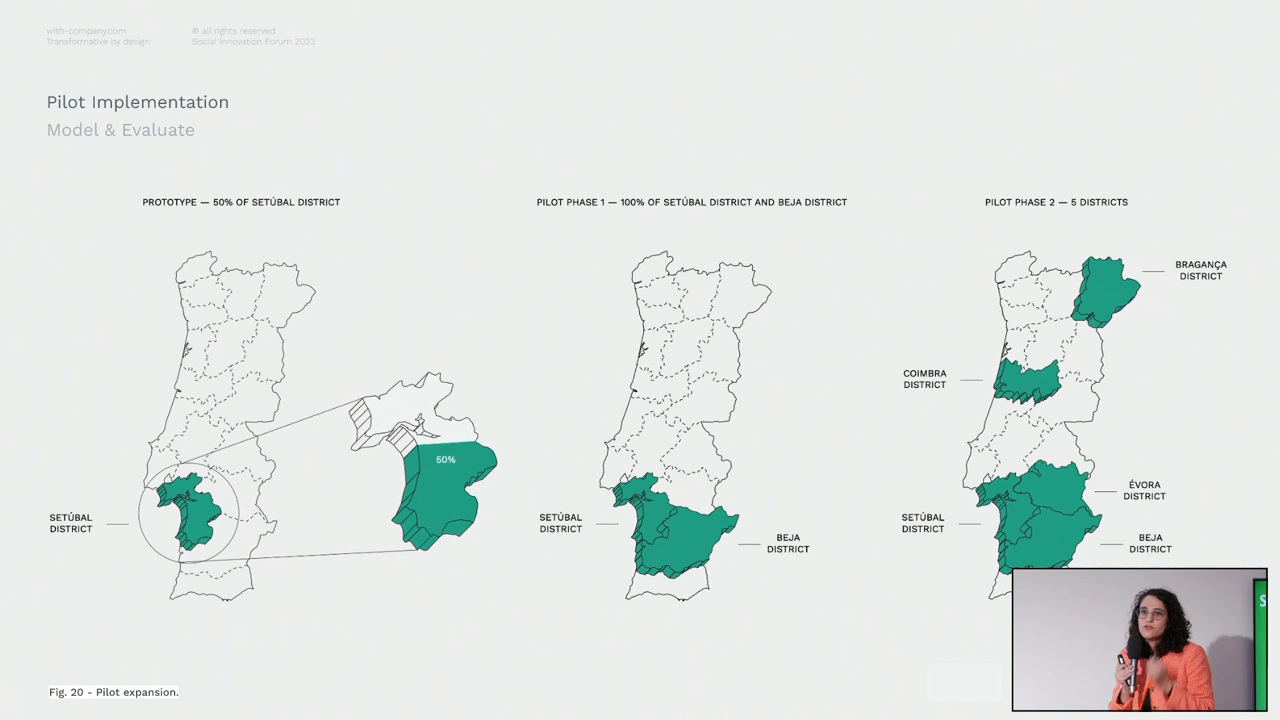 with-company.com
Transformative by design
® all rights reserved
Social Innovation Forum 2023
Pilot Implementation
Model & Evaluate
PROTOTYPE — 50% OF SETÚBAL DISTRICT
50%
SETÚBAL
DISTRICT
PILOT PHASE 1 — 100% OF SETÚBAL DISTRICT AND BEJA DISTRICT
SETÚBAL
DISTRICT
BEJA
DISTRICT
PILOT PHASE 2 — 5 DISTRICTS
BRAGANÇA
DISTRICT
COIMBRA
DISTRICT
ÉVORA
DISTRICT
SETÚBAL
DISTRICT
BEJA
DISTRICT
S
Fig. 20 - Pilot expansion.